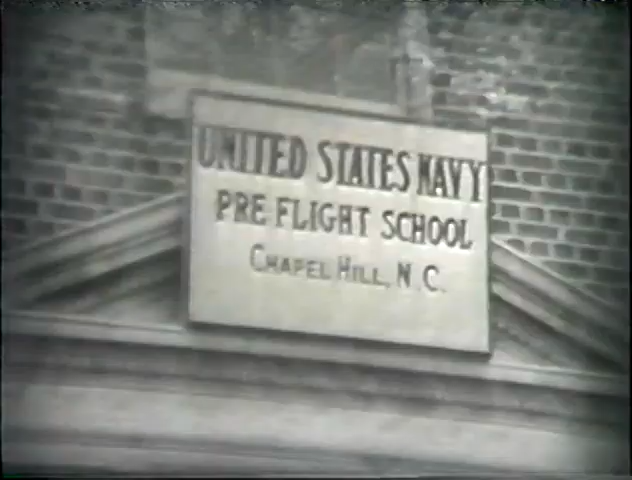 UNITED STATES NAVY
PRE FLIGHT SCHOOL
CHAPEL HILL, N.C.